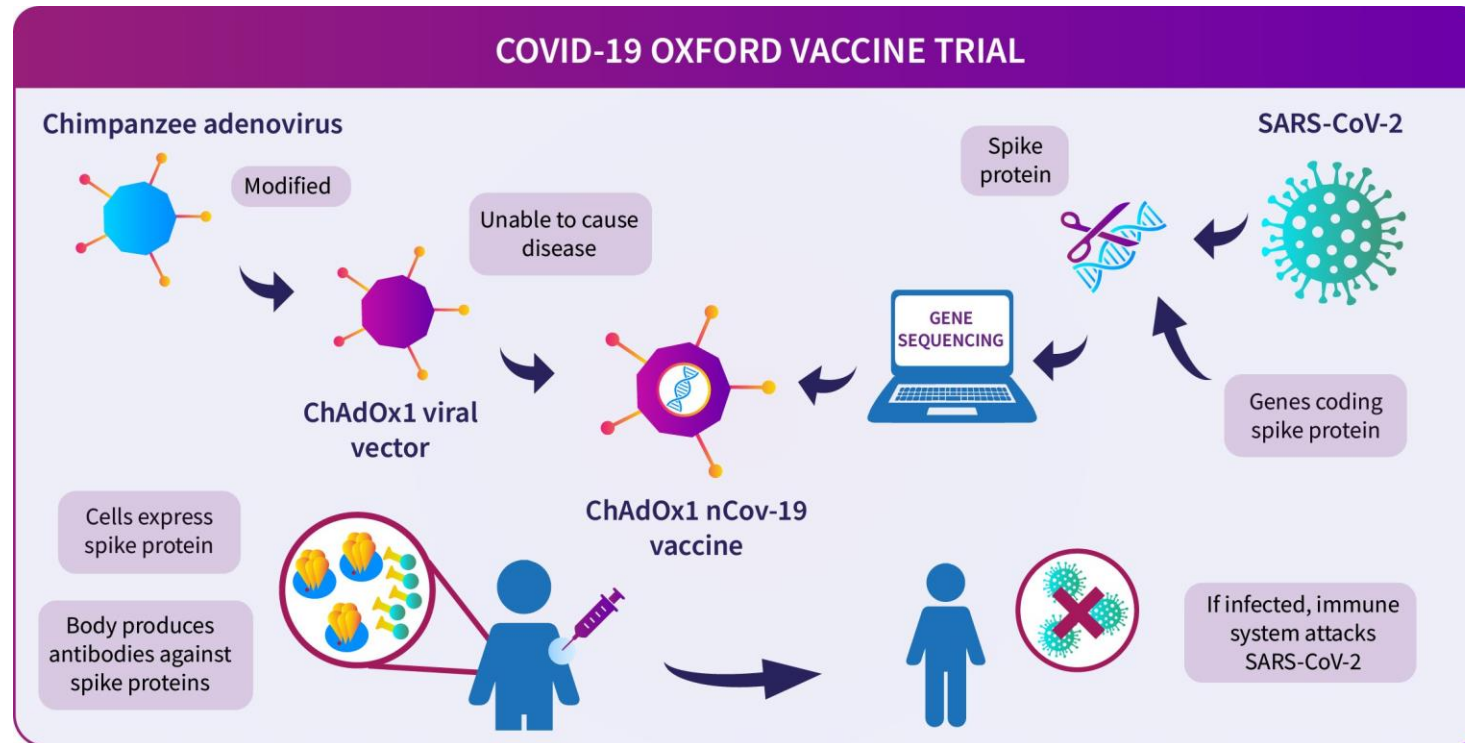 COVID-19 OXFORD VACCINE TRIAL
Chimpanzee adenovirus
Modified
Unable to cause
disease
Spike
protein
SARS-CoV-2
GENE
SEQUENCING
Genes coding
spike protein
ChAdOx1 viral
vector
ChAdOx1 nCov-19
vaccine
Cells express
spike protein
Body produces
antibodies against
spike proteins
If infected, immune
system attacks
SARS-CoV-2